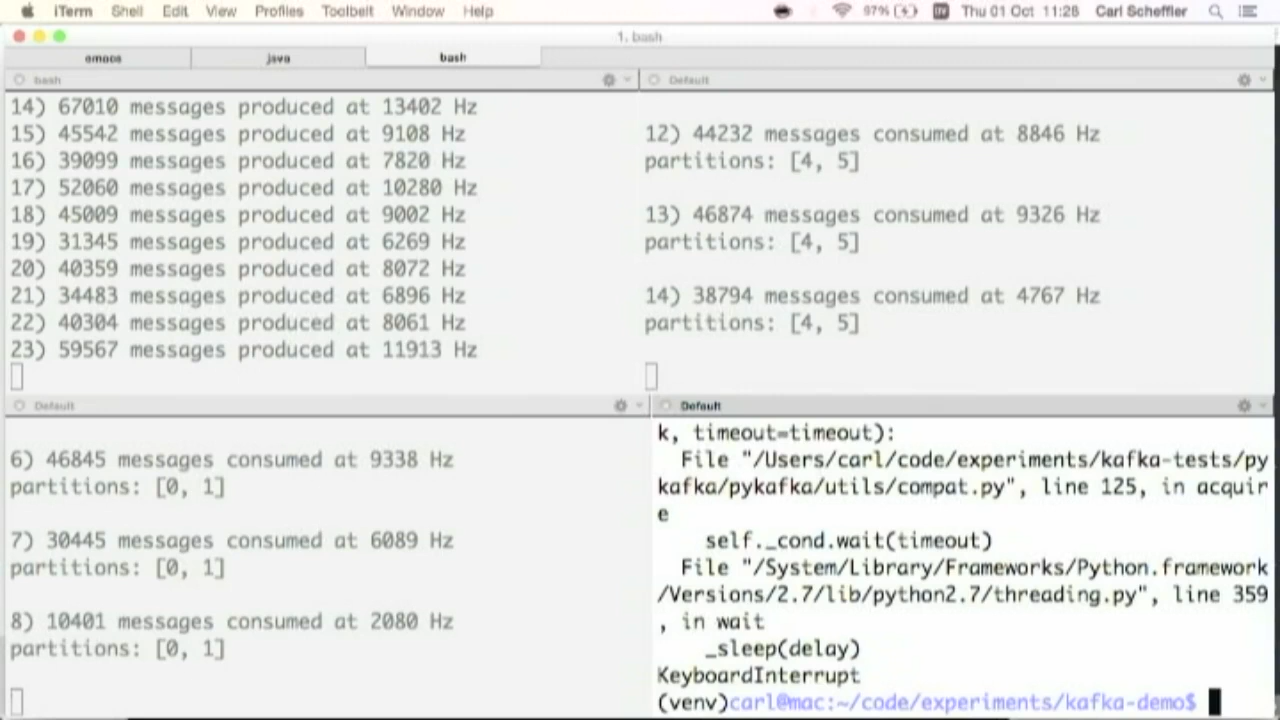 iTerm Shell Edit View Profiles Toolbelt Window Help 87% Thu 01 Oct 11:28 Carl Scheffler
1. bash
emacs java bash
bash
14) 67010 messages produced at 13402 Hz
15) 45542 messages produced at 9108 Hz
16) 39099 messages produced at 7820 Hz
17) 52060 messages produced at 10280 Hz
18) 45009 messages produced at 9002 Hz
19) 31345 messages produced at 6269 Hz
20) 40359 messages produced at 8072 Hz
21) 34483 messages produced at 6896 Hz
22) 40304 messages produced at 8061 Hz
23) 59567 messages produced at 11913 Hz
Default
12) 44232 messages consumed at 8846 Hz
partitions: [4, 5]
13) 46874 messages consumed at 9326 Hz
partitions: [4, 5]
14) 38794 messages consumed at 4767 Hz
partitions: [4, 5]
Default
6) 46845 messages consumed at 9338 Hz
partitions: [0, 1]
7) 30445 messages consumed at 6089 Hz
partitions: [0, 1]
8) 10401 messages consumed at 2080 Hz
partitions: [0, 1]
Default
k, timeout=timeout):
File "/Users/carl/code/experiments/kafka-tests/py
kafka/pykafka/utils/compat.py", line 125, in acquir
e
self._cond.wait(timeout)
File "/System/Library/Frameworks/Python.framework
/Versions/2.7/lib/python2.7/threading.py", line 359
, in wait
_sleep(delay)
KeyboardInterrupt
(venv)carl@mac:~/code/experiments/kafka-demo$